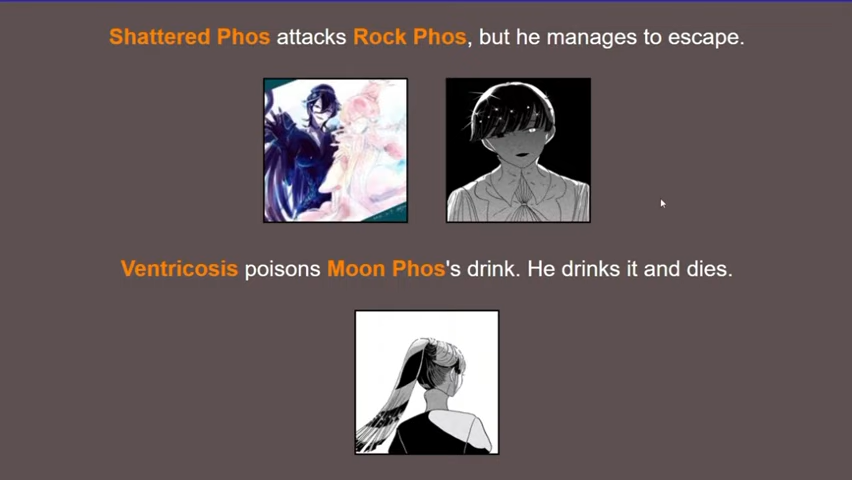 Shattered Phos attacks Rock Phos, but he manages to escape.
Ventricosis poisons Moon Phos's drink. He drinks it and dies.